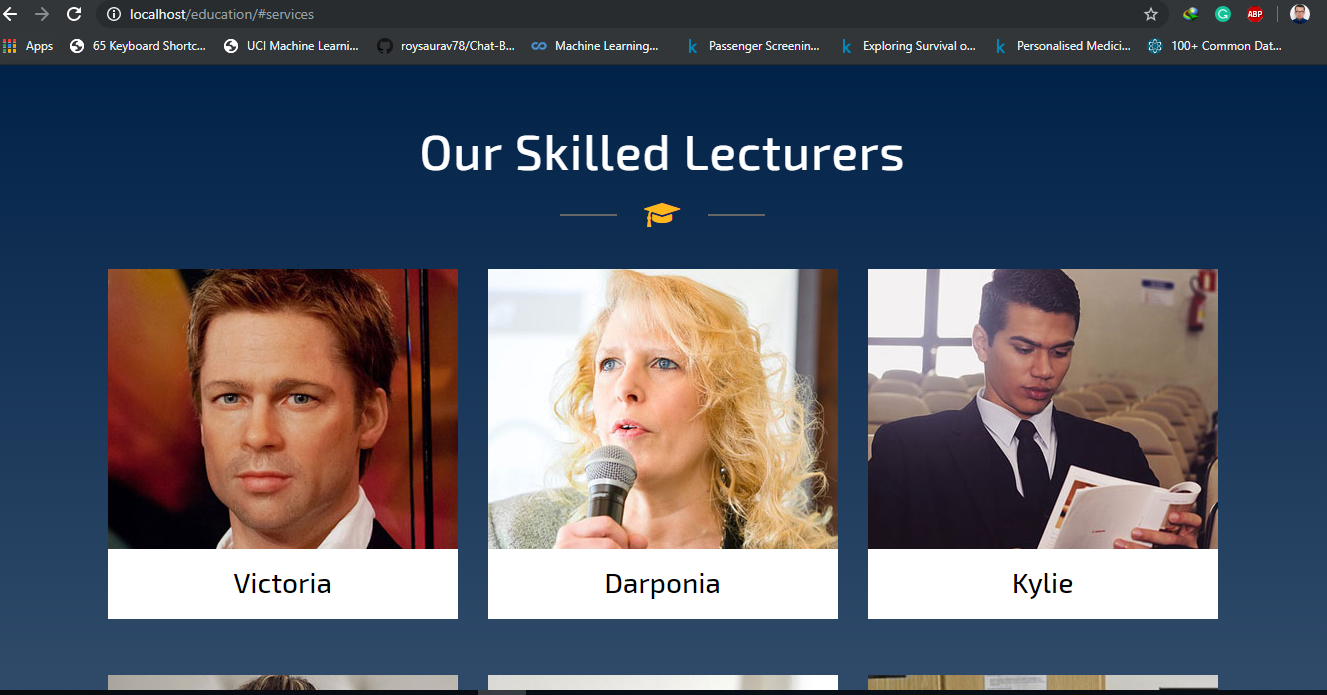 localhost/education/#services
Apps 65 Keyboard Shortc... UCI Machine Learni... roysaurav78/Chat-B... Machine Learning... Passenger Screenin... Exploring Survival o... Personalised Medici... 100+ Common Dat...
Our Skilled Lecturers
Victoria Darponia Kylie